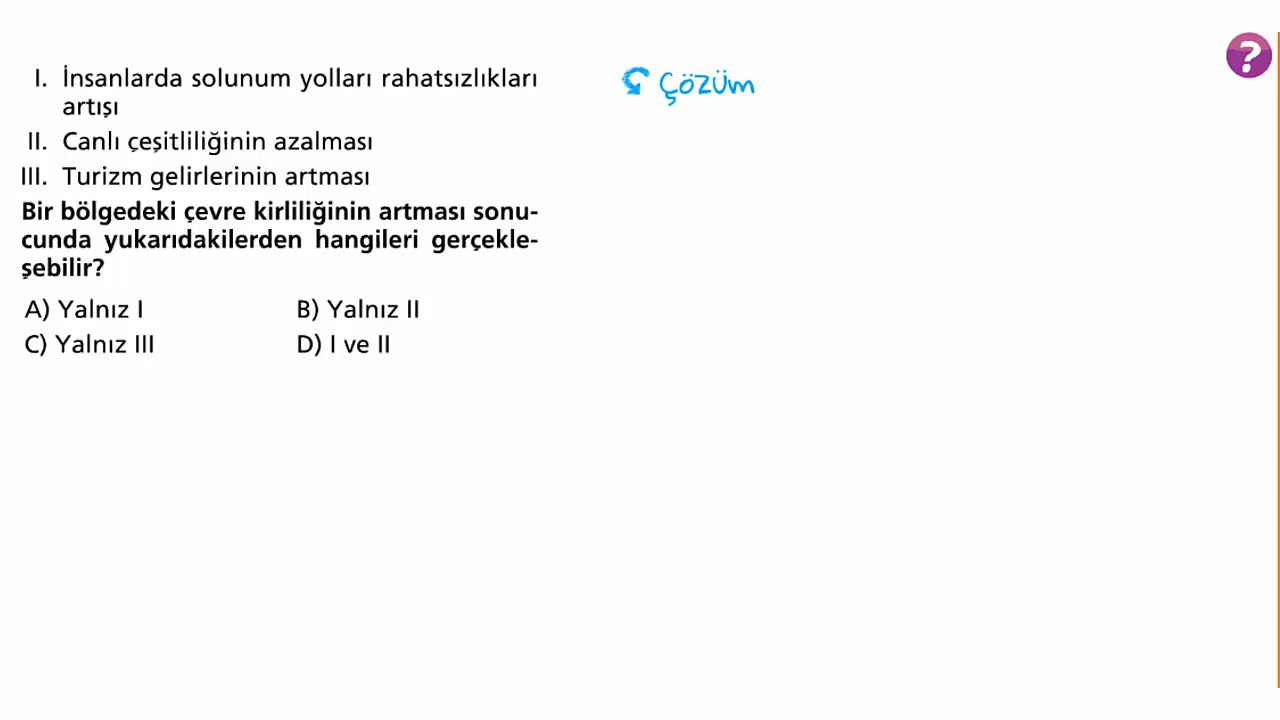 I. İnsanlarda solunum yolları rahatsızlıkları
artışı
II. Canlı çeşitliliğinin azalması
III. Turizm gelirlerinin artması
Bir bölgedeki çevre kirliliğinin artması sonu-
cunda yukarıdakilerden hangileri gerçekle-
şebilir?
A) Yalnız I B) Yalnız II
C) Yalnız III D) I ve II
Çözüm
?